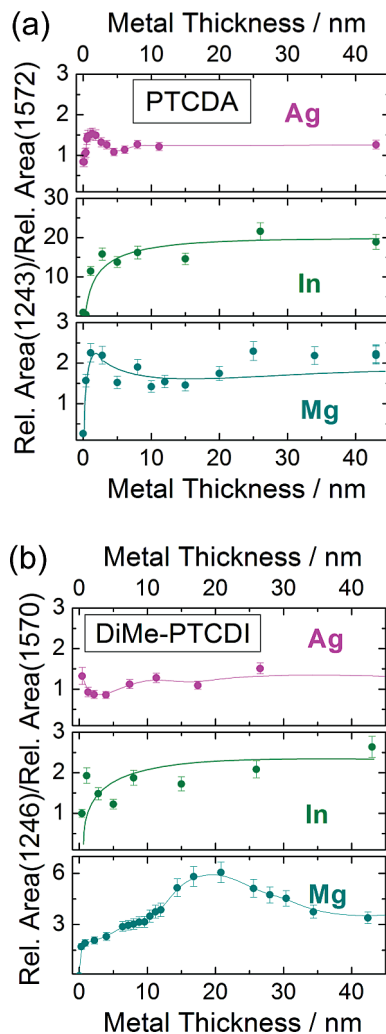 (a)
Metal Thickness / nm
0 10 20 30 40
Rel. Area(1243)/Rel. Area(1572)
3
2
1
PTCDA
Ag
30
20
10
In
3
2
1
Mg
0 10 20 30 40
Metal Thickness / nm
(b)
Metal Thickness / nm
0 10 20 30 40
Rel. Area(1246)/Rel. Area(1570)
3
2
1
DiMe-PTCDI
Ag
3
2
1
In
6
3
Mg
0 10 20 30 40
Metal Thickness / nm